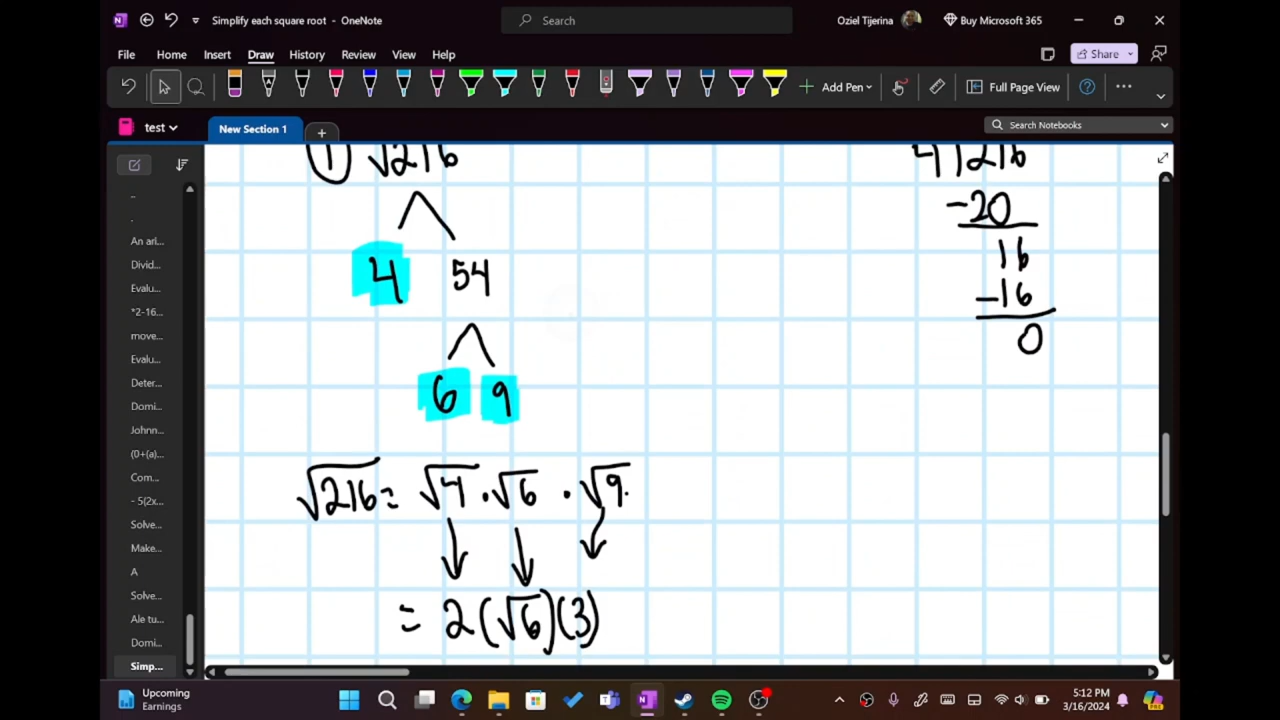 Simplify each square root - OneNote
Search
Oziel Tijerina
Buy Microsoft 365
File Home Insert Draw History Review View Help
Share
Add Pen
Full Page View
test
New Section 1
+
Search Notebooks
-
.
An ari...
Divid...
Evalu...
*2-16...
move...
Evalu...
Deter...
Domi...
Johnn...
(0+(a)...
Com...
- 5(2x...
Solve...
Make...
A
Solve...
Ale tu...
Domi...
Simp...
① √216
4 54
6 9
√216 = √4 · √6 · √9
= 2(√6)(3)
4)216
-20
16
-16
0
Upcoming
Earnings
5:12 PM
3/16/2024
PRE